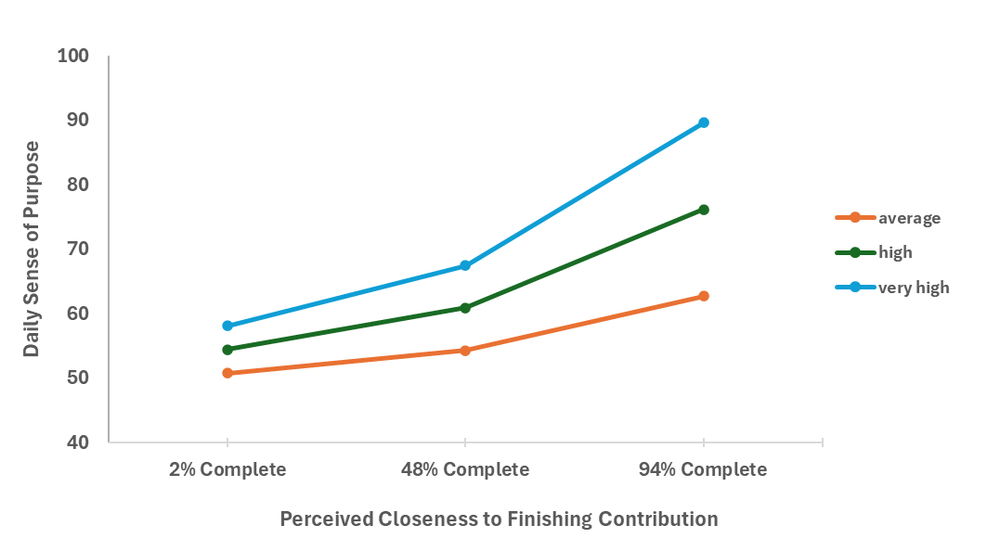 100
90
80
70
60
50
40
Daily Sense of Purpose
2% Complete
48% Complete
94% Complete
Perceived Closeness to Finishing Contribution
average
high
very high